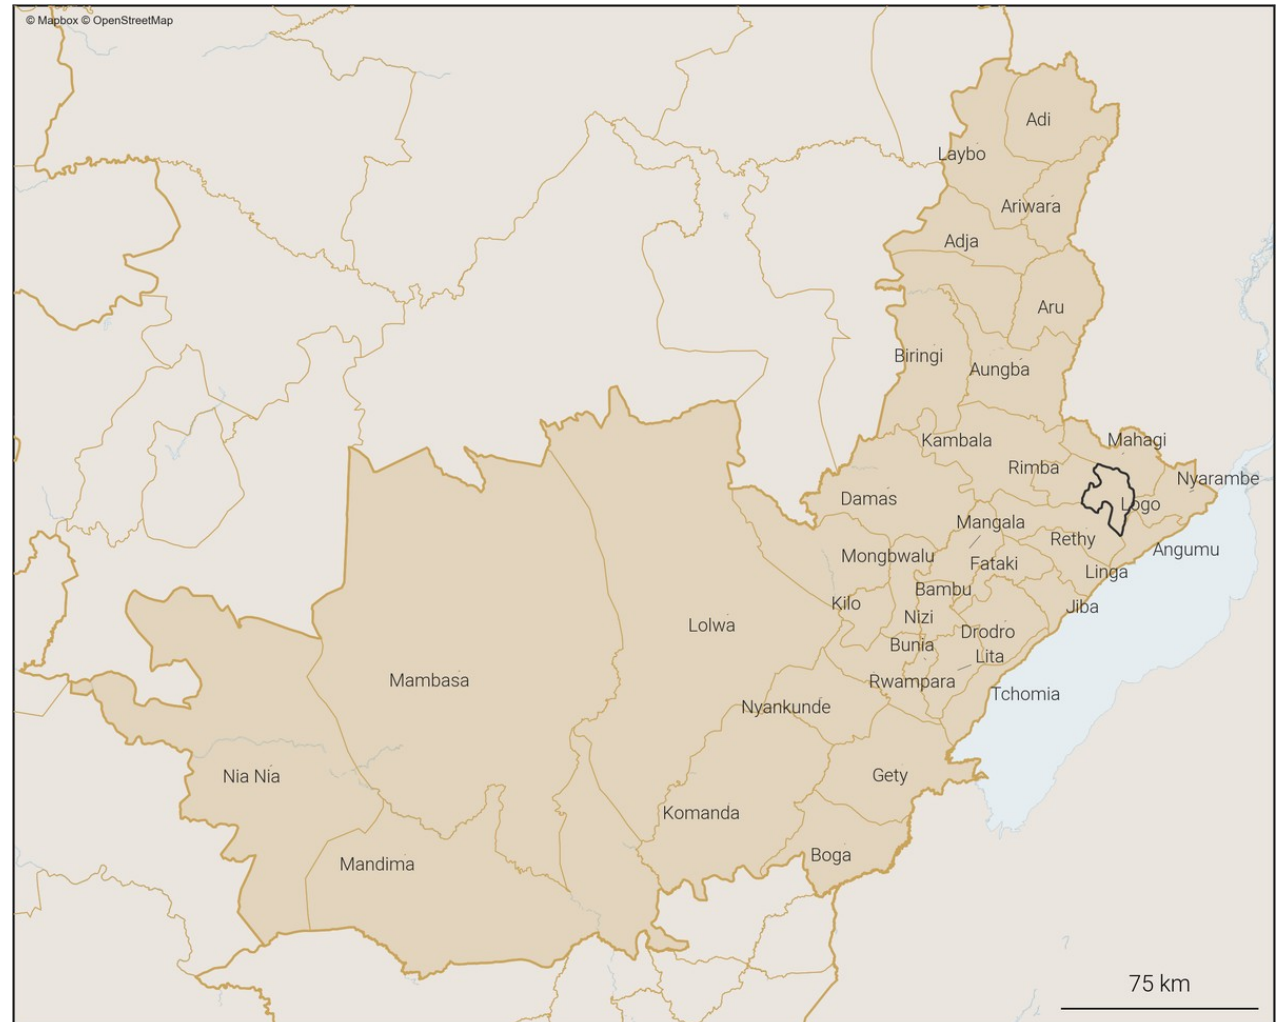 © Mapbox © OpenStreetMap
Adi
Laybo
Ariwara
Adja
Aru
Biringi
Aungba
Kambala
Mahagi
Rimba
Nyarambe
Damas
Logo
Mangala
Rethy
Angumu
Mongbwalu
Fataki
Linga
Bambu
Kilo
Jiba
Nizi
Lolwa
Drodro
Bunia
Lita
Mambasa
Rwampara
Tchomia
Nyankunde
Nia Nia
Gety
Komanda
Boga
Mandima
75 km